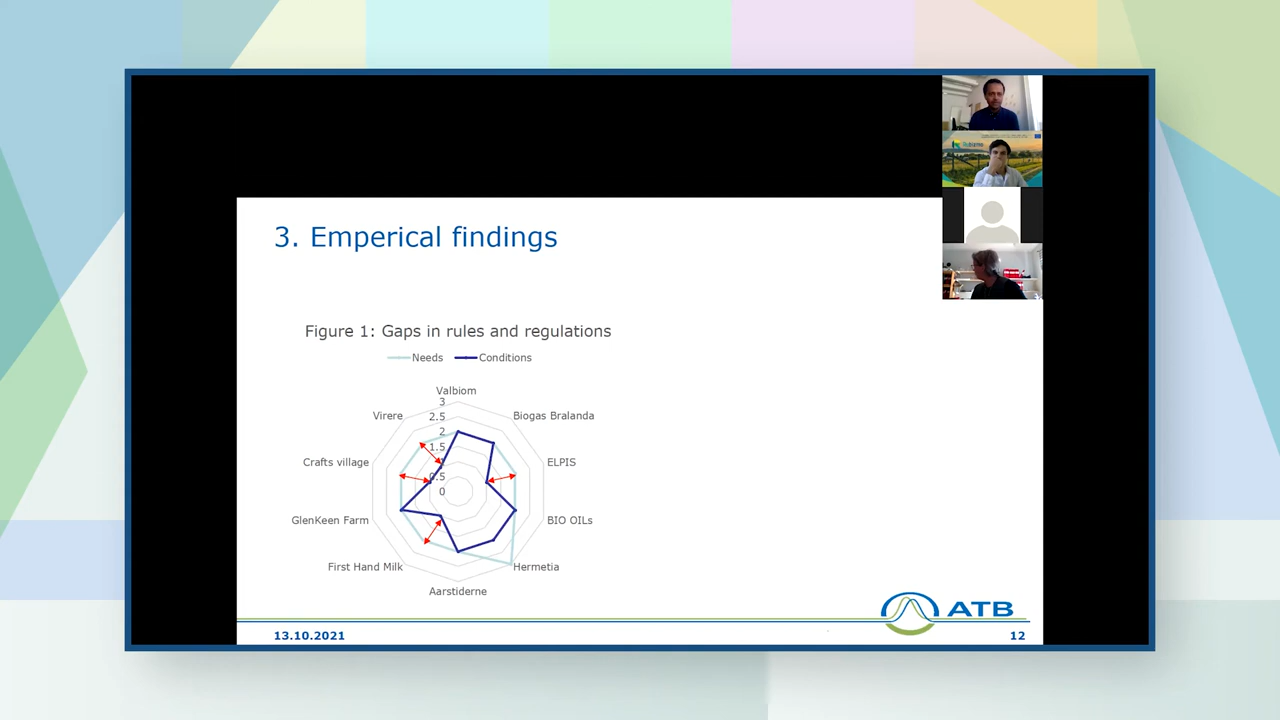 3. Emperical findings
Figure 1: Gaps in rules and regulations
Needs Conditions
Valbiom
3
Virere 2.5 Biogas Bralanda
2
1.5
Crafts village ELPIS
0.5
0
GlenKeen Farm BIO OILs
First Hand Milk Hermetia
Aarstiderne
ATB
13.10.2021 12